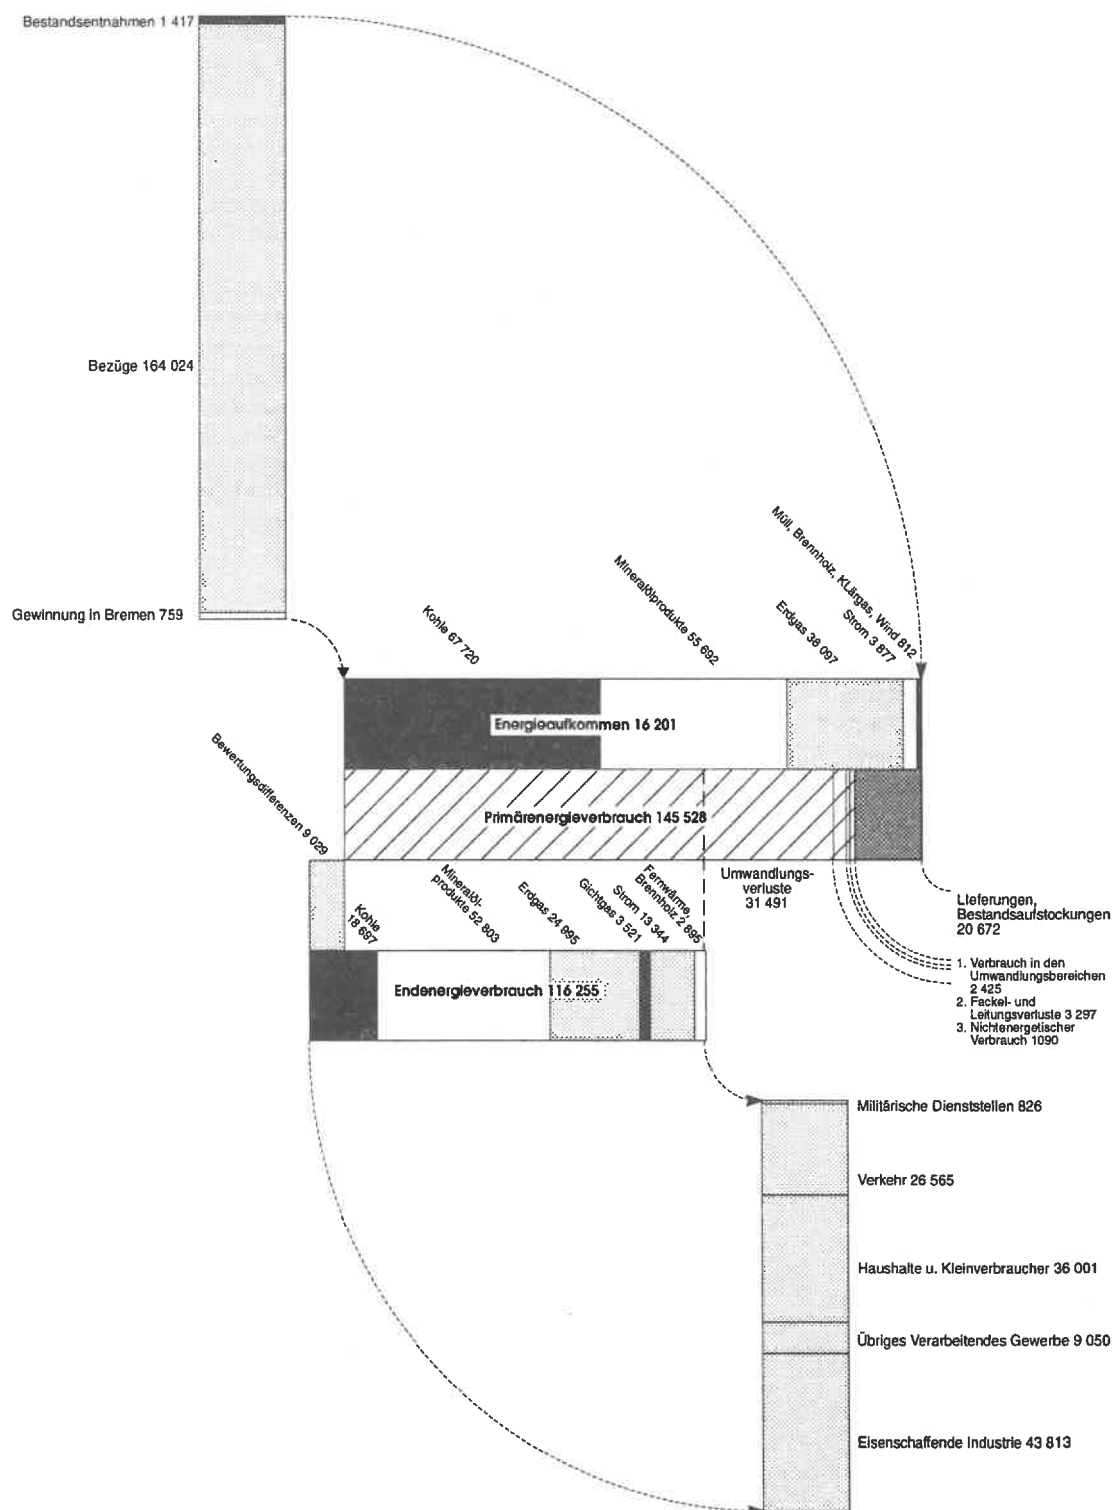 Bestandsentnahmen 1 417
Bezüge 164 024
Gewinnung in Bremen 759
Kohle 67 720
Mineralölprodukte 55 692
Erdgas 38 097
Strom 3 877
Müll, Brennholz, KLärgas, Wind 812
Energieaufkommen 16 201
Primärenergieverbrauch 145 528
Bewertungsdifferenzen 9 029
Kohle
18 697
Mineralöl-
produkte 52 803
Erdgas 24 995
Gichtgas 3 521
Strom 13 344
Fernwärme,
Brennholz 2 895
Umwandlungs-
verluste
31 491
Endenergieverbrauch 116 255
Lieferungen,
Bestandsaufstockungen
20 672
1. Verbrauch in den
Umwandlungsbereichen
2 425
2. Fackel- und
Leitungsverluste 3 297
3. Nichtenergetischer
Verbrauch 1090
Militärische Dienststellen 826
Verkehr 26 565
Haushalte u. Kleinverbraucher 36 001
Übriges Verarbeitendes Gewerbe 9 050
Eisenschaffende Industrie 43 813